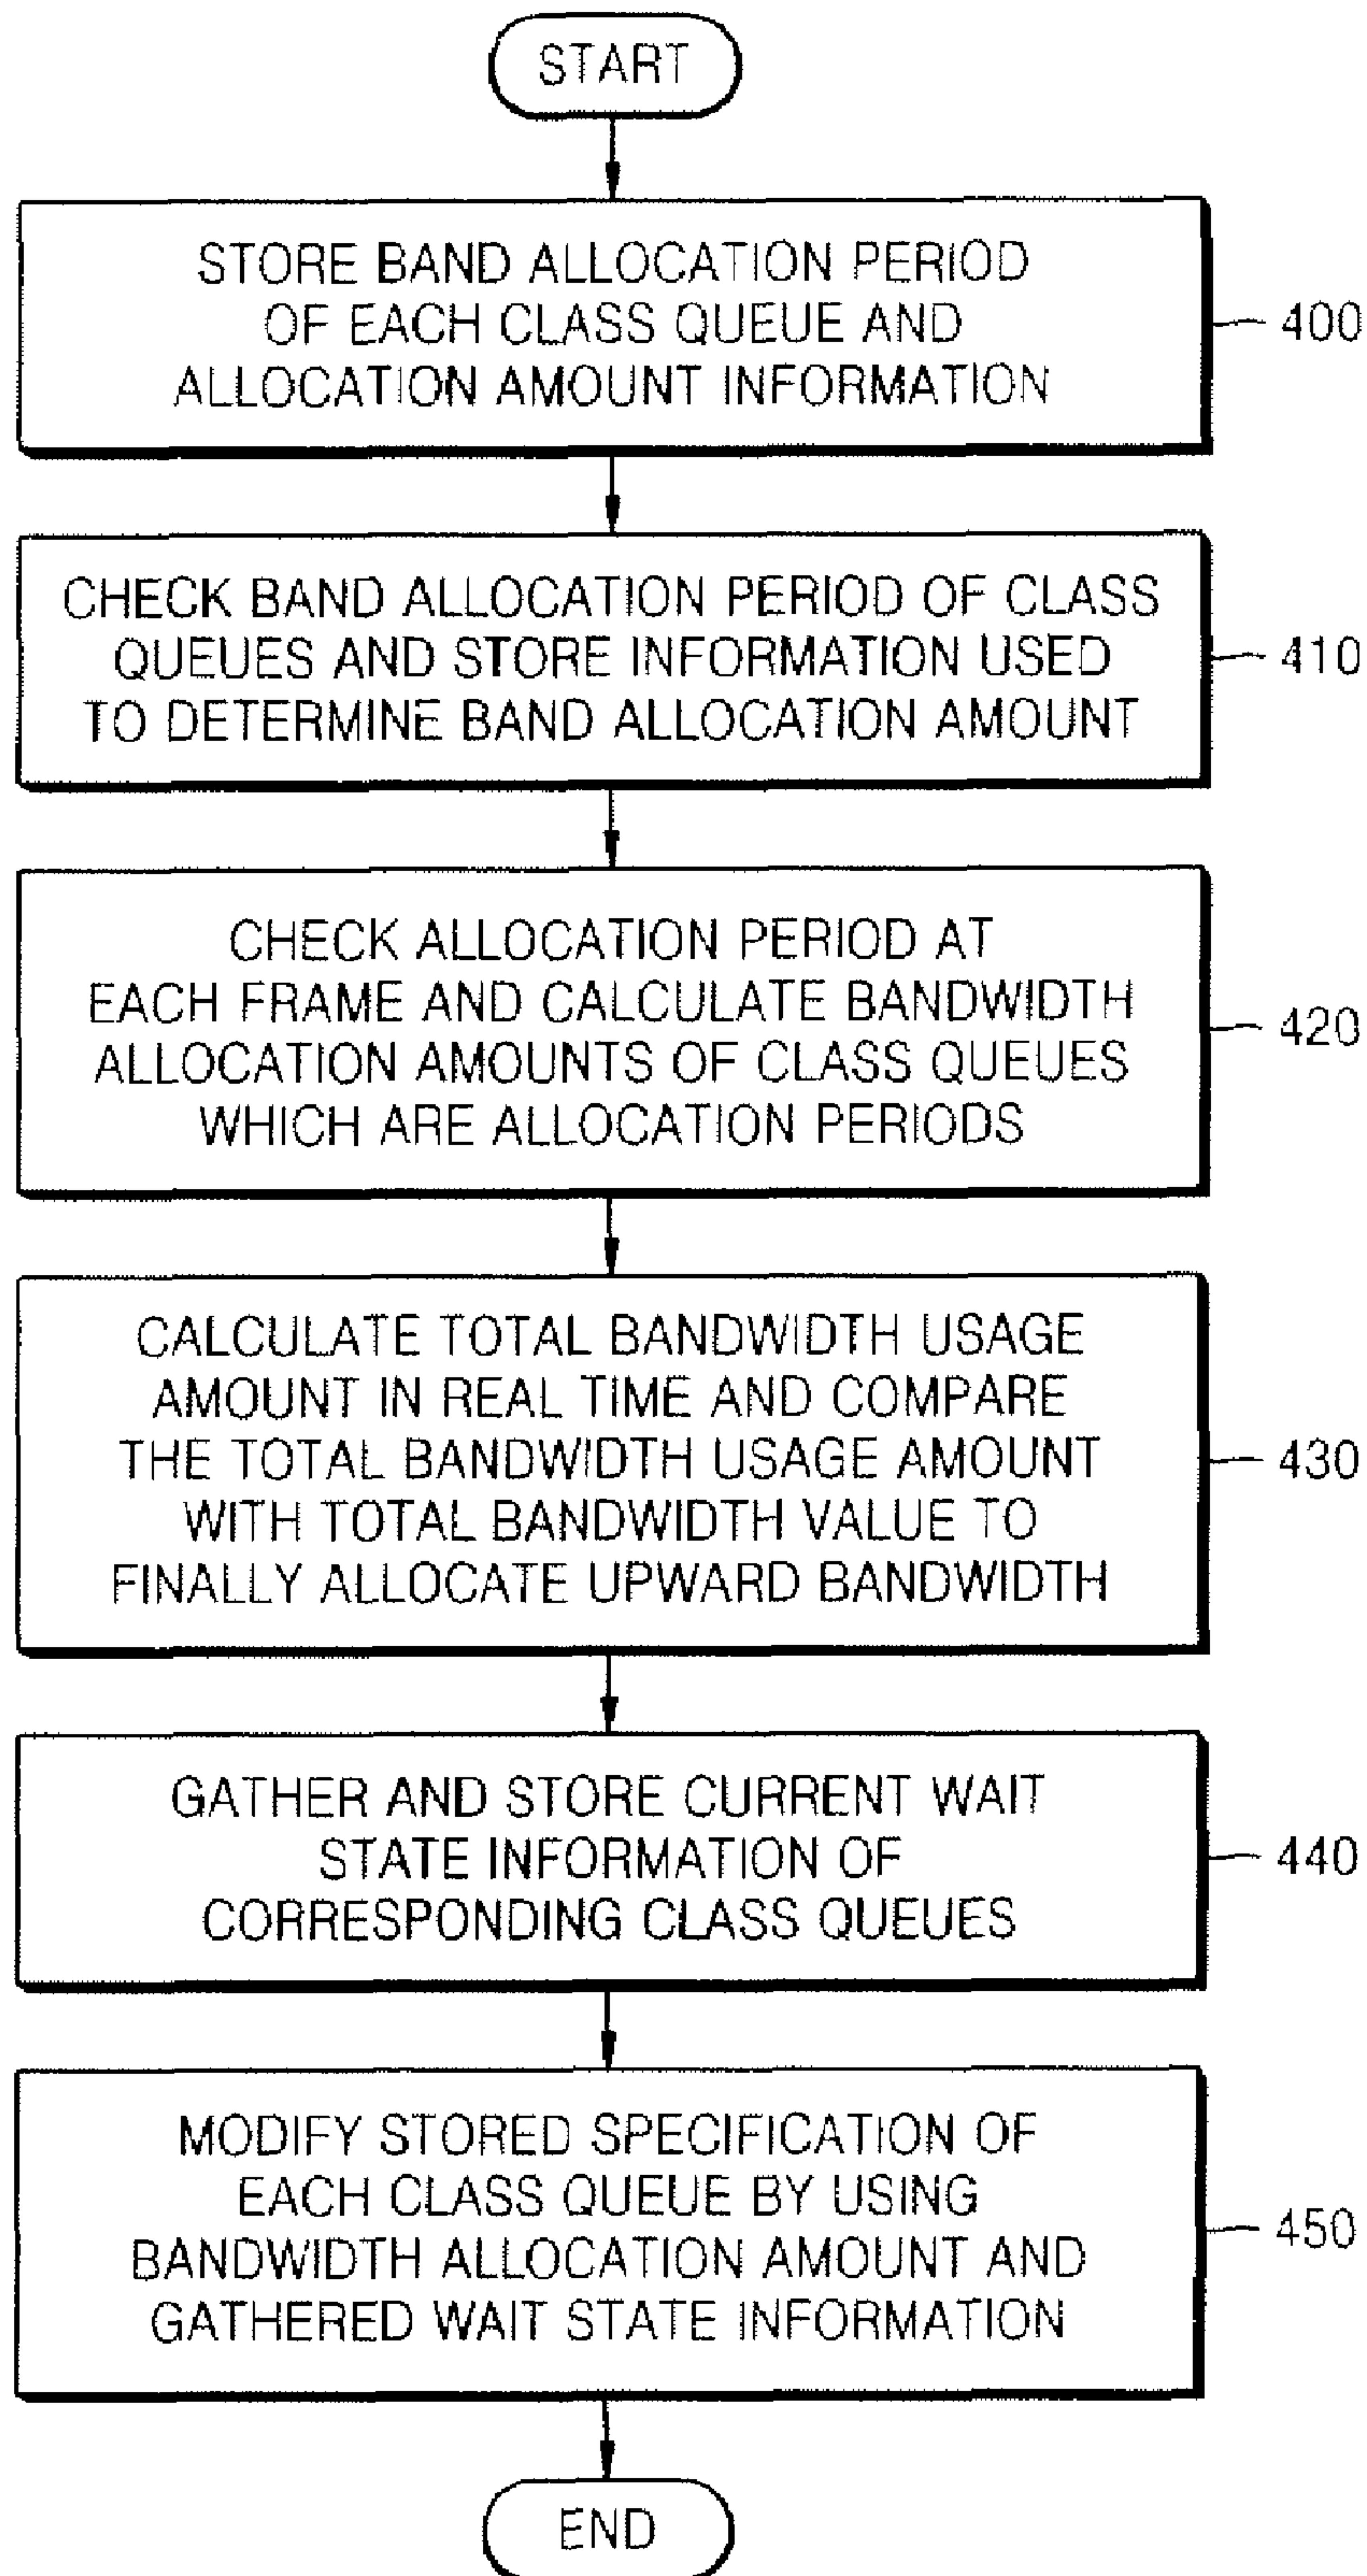 START
STORE BAND ALLOCATION PERIOD
OF EACH CLASS QUEUE AND
ALLOCATION AMOUNT INFORMATION
400
CHECK BAND ALLOCATION PERIOD OF CLASS
QUEUES AND STORE INFORMATION USED
TO DETERMINE BAND ALLOCATION AMOUNT
410
CHECK ALLOCATION PERIOD AT
EACH FRAME AND CALCULATE BANDWIDTH
ALLOCATION AMOUNTS OF CLASS QUEUES
WHICH ARE ALLOCATION PERIODS
420
CALCULATE TOTAL BANDWIDTH USAGE
AMOUNT IN REAL TIME AND COMPARE
THE TOTAL BANDWIDTH USAGE AMOUNT
WITH TOTAL BANDWIDTH VALUE TO
FINALLY ALLOCATE UPWARD BANDWIDTH
430
GATHER AND STORE CURRENT WAIT
STATE INFORMATION OF
CORRESPONDING CLASS QUEUES
440
MODIFY STORED SPECIFICATION OF
EACH CLASS QUEUE BY USING
BANDWIDTH ALLOCATION AMOUNT AND
GATHERED WAIT STATE INFORMATION
450
END